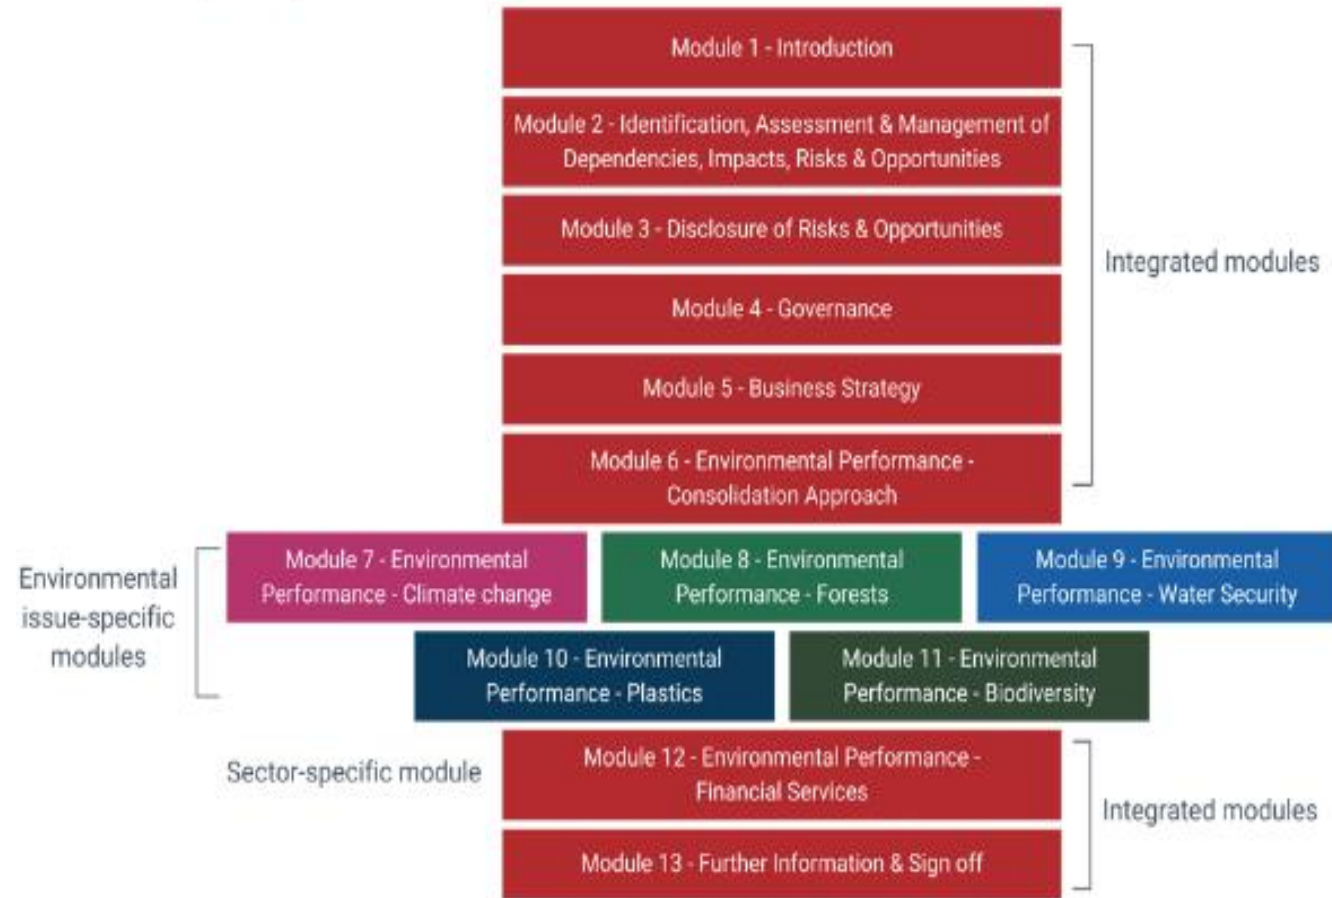 Module 1 - Introduction
Module 2 - Identification, Assessment & Management of
Dependencies, Impacts, Risks & Opportunities
Module 3 - Disclosure of Risks & Opportunities
Integrated modules
Module 4 - Governance
Module 5 - Business Strategy
Module 6 - Environmental Performance -
Consolidation Approach
Environmental
issue-specific
modules
Module 7 - Environmental
Performance - Climate change
Module 8 - Environmental
Performance - Forests
Module 9 - Environmental
Performance - Water Security
Module 10 - Environmental
Performance - Plastics
Module 11 - Environmental
Performance - Biodiversity
Sector-specific module
Module 12 - Environmental Performance -
Financial Services
Integrated modules
Module 13 - Further Information & Sign off